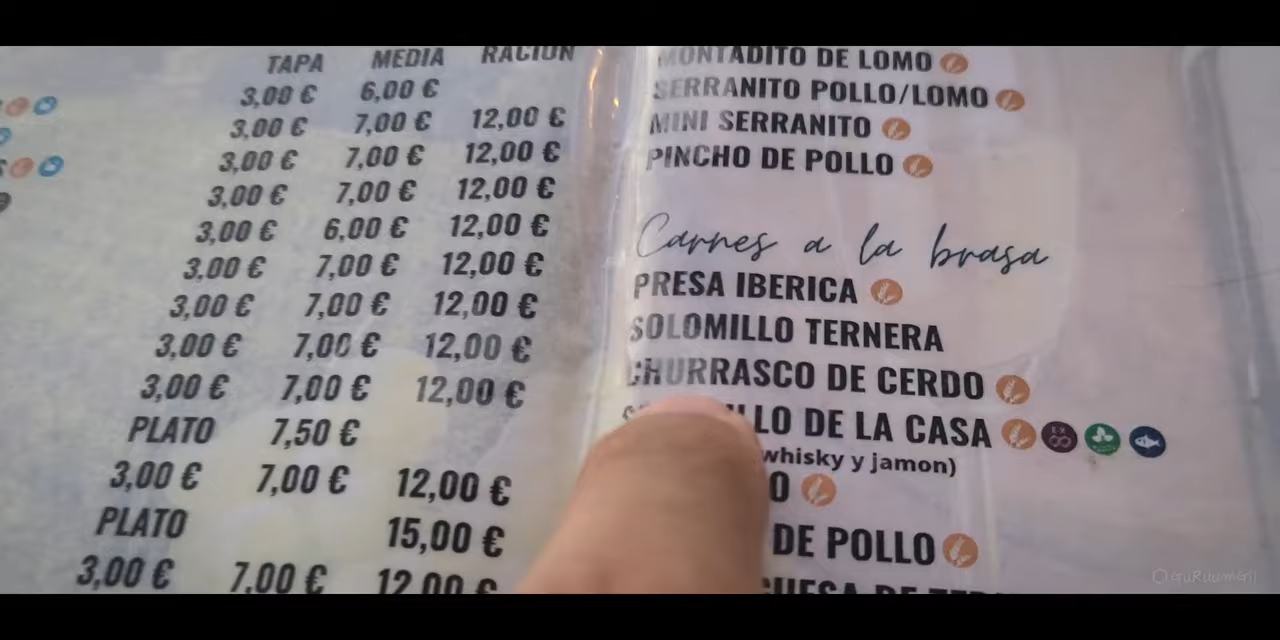 TAPA MEDIA RACION
3,00 € 6,00 €
3,00 € 7,00 € 12,00 €
3,00 € 7,00 € 12,00 €
3,00 € 7,00 € 12,00 €
3,00 € 6,00 € 12,00 €
3,00 € 7,00 € 12,00 €
3,00 € 7,00 € 12,00 €
3,00 € 7,00 € 12,00 €
3,00 € 7,00 € 12,00 €
PLATO 7,50 €
3,00 € 7,00 € 12,00 €
PLATO 15,00 €
3,00 € 7,00 € 12,00 €
MONTADITO DE LOMO
SERRANITO POLLO/LOMO
MINI SERRANITO
PINCHO DE POLLO
Carnes a la brasa
PRESA IBERICA
SOLOMILLO TERNERA
CHURRASCO DE CERDO
LLO DE LA CASA
whisky y jamon)
O
DE POLLO
DE